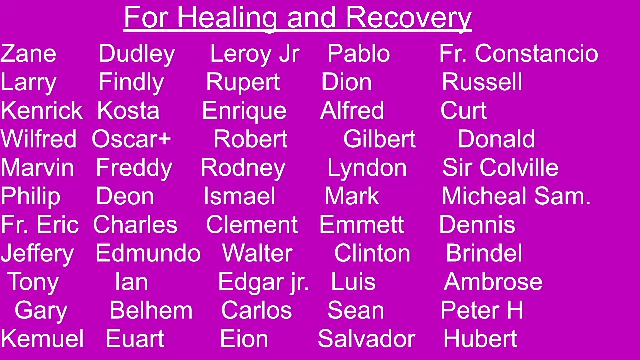 For Healing and Recovery
Zane Dudley Leroy Jr Pablo Fr. Constancio
Larry Findly Rupert Dion Russell
Kenrick Kosta Enrique Alfred Curt
Wilfred Oscar+ Robert Gilbert Donald
Marvin Freddy Rodney Lyndon Sir Colville
Philip Deon Ismael Mark Micheal Sam.
Fr. Eric Charles Clement Emmett Dennis
Jeffery Edmundo Walter Clinton Brindel
Tony Ian Edgar jr. Luis Ambrose
Gary Belhem Carlos Sean Peter H
Kemuel Euart Eion Salvador Hubert